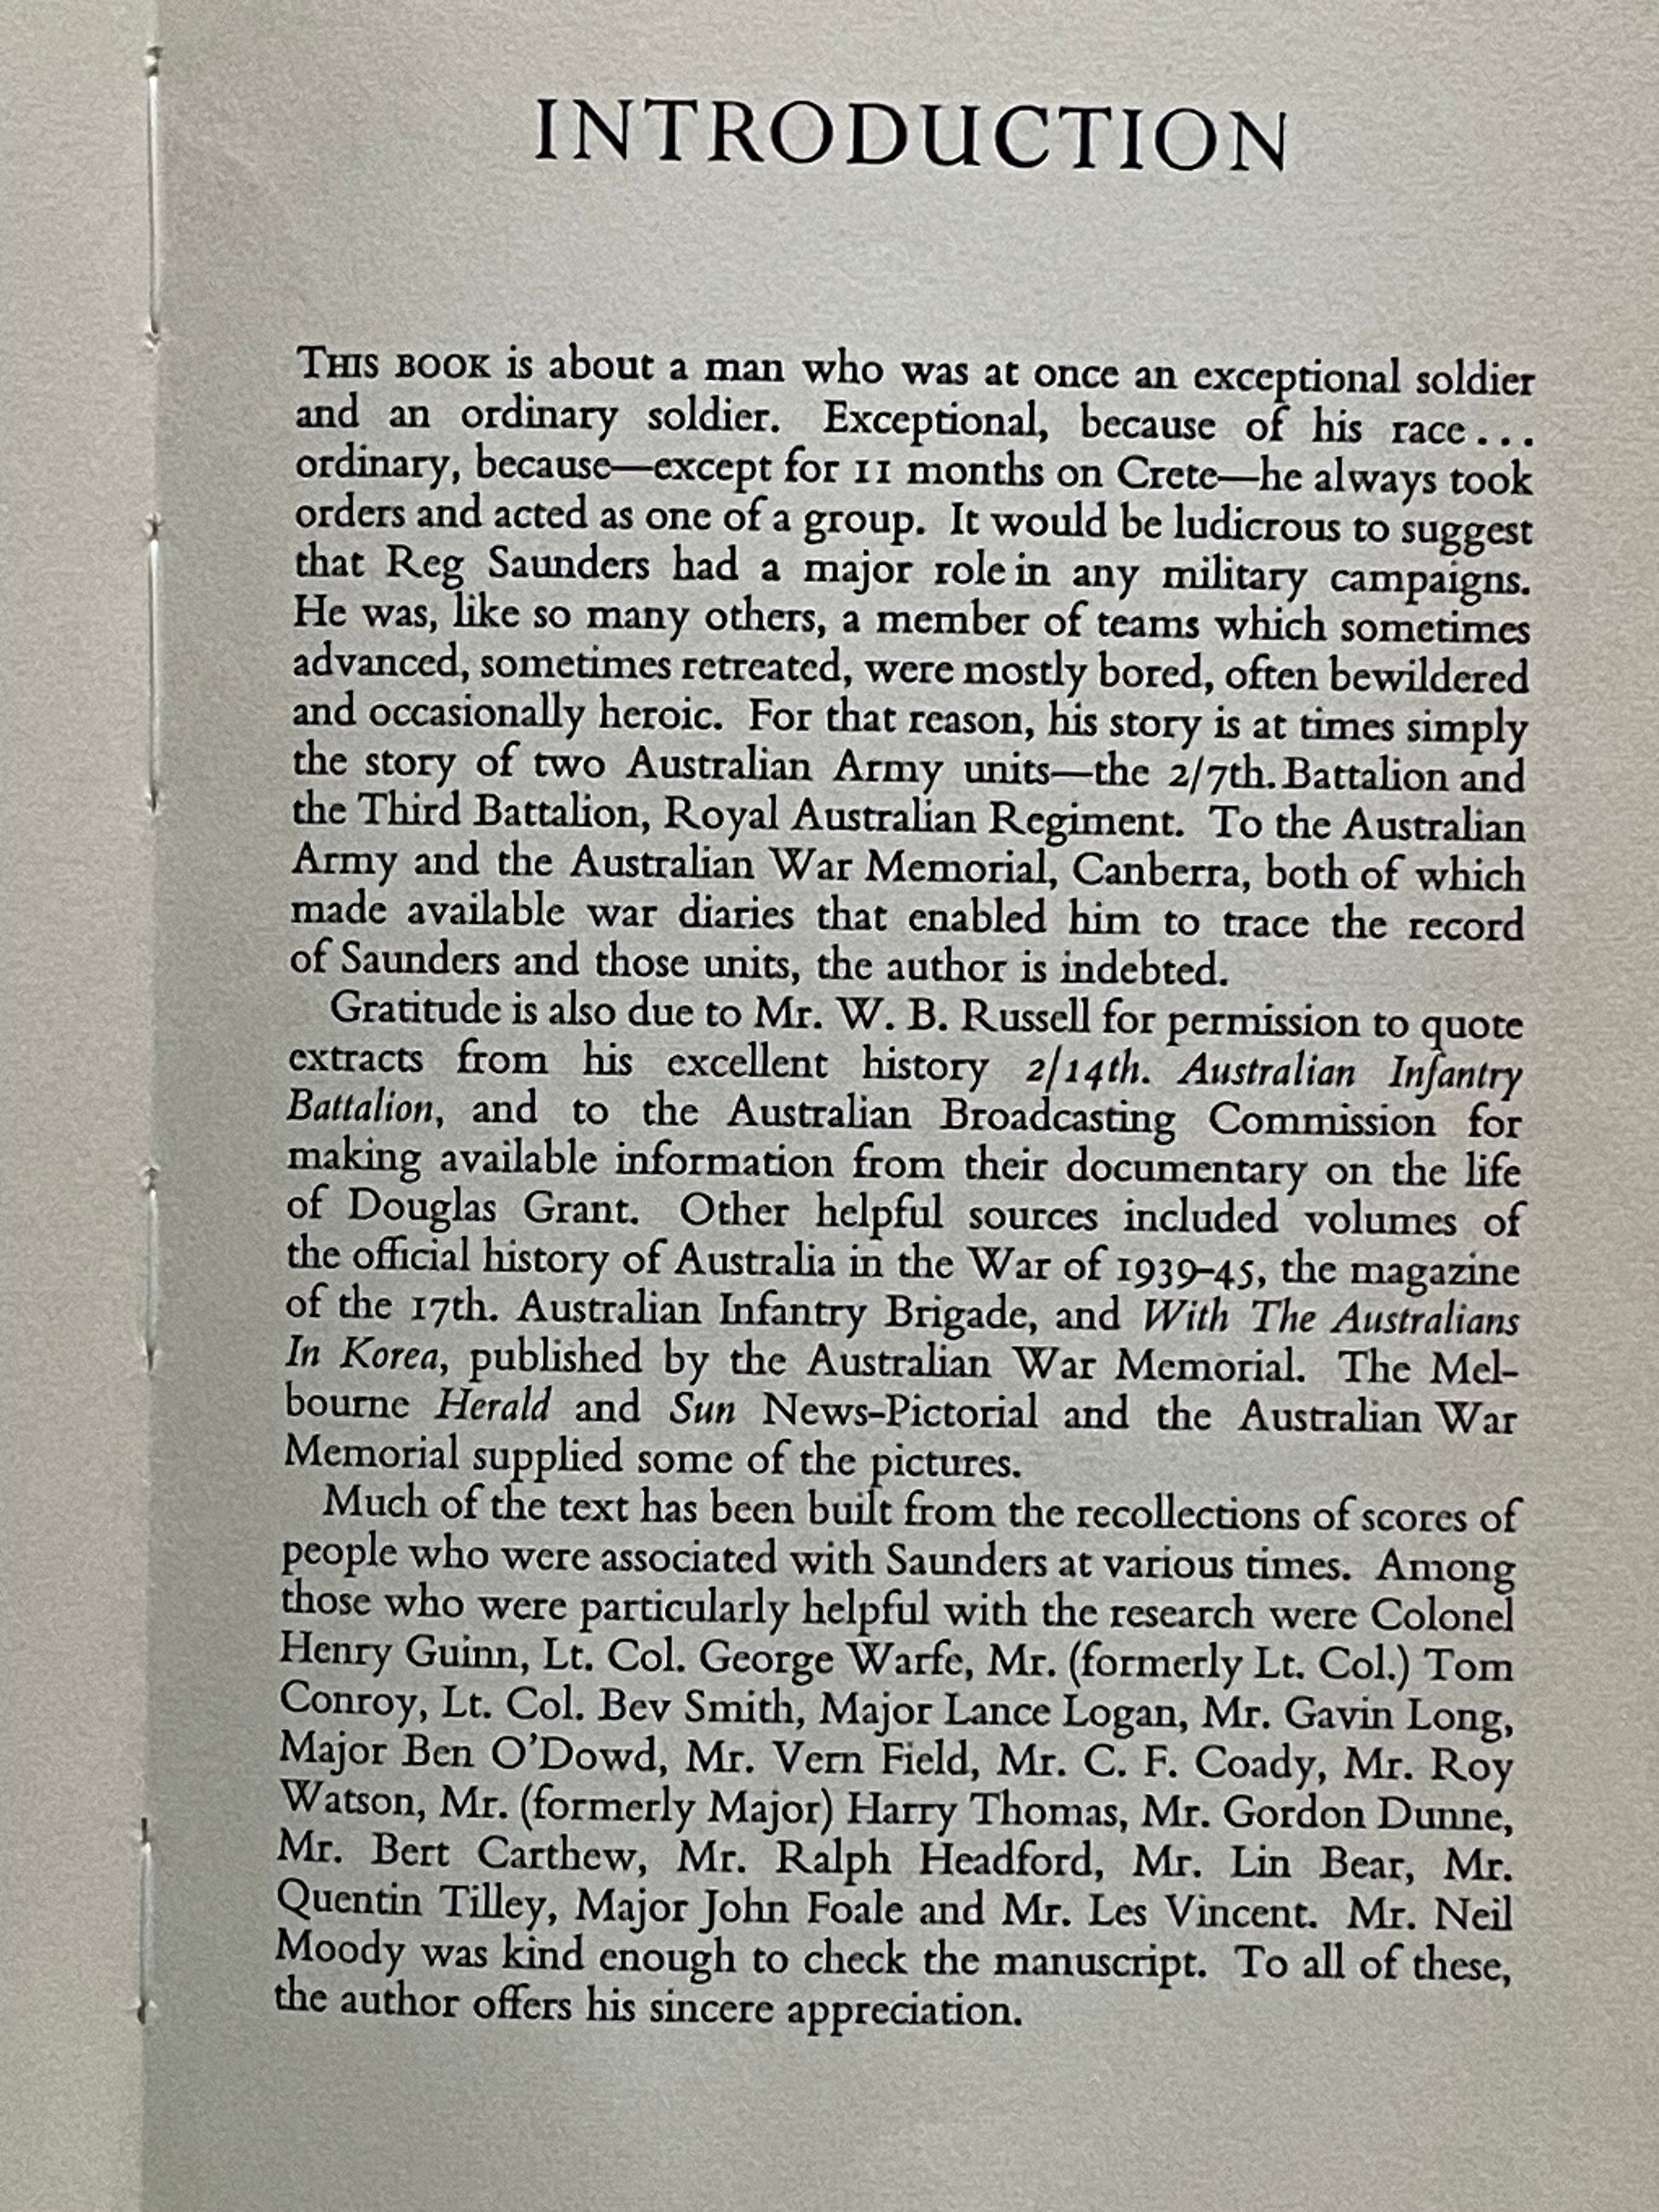 INTRODUCTION
THIS BOOK is about a man who was at once an exceptional soldier
and an ordinary soldier. Exceptional, because of his race...
ordinary, because—except for 11 months on Crete—he always took
orders and acted as one of a group. It would be ludicrous to suggest
that Reg Saunders had a major role in any military campaigns.
He was, like so many others, a member of teams which sometimes
advanced, sometimes retreated, were mostly bored, often bewildered
and occasionally heroic. For that reason, his story is at times simply
the story of two Australian Army units—the 2/7th. Battalion and
the Third Battalion, Royal Australian Regiment. To the Australian
Army and the Australian War Memorial, Canberra, both of which
made available war diaries that enabled him to trace the record
of Saunders and those units, the author is indebted.
Gratitude is also due to Mr. W. B. Russell for permission to quote
extracts from his excellent history 2/14th. Australian Infantry
Battalion, and to the Australian Broadcasting Commission for
making available information from their documentary on the life
of Douglas Grant. Other helpful sources included volumes of
the official history of Australia in the War of 1939–45, the magazine
of the 17th. Australian Infantry Brigade, and With The Australians
In Korea, published by the Australian War Memorial. The Mel-
bourne Herald and Sun News-Pictorial and the Australian War
Memorial supplied some of the pictures.
Much of the text has been built from the recollections of scores of
people who were associated with Saunders at various times. Among
those who were particularly helpful with the research were Colonel
Henry Guinn, Lt. Col. George Warfe, Mr. (formerly Lt. Col.) Tom
Conroy, Lt. Col. Bev Smith, Major Lance Logan, Mr. Gavin Long,
Major Ben O'Dowd, Mr. Vern Field, Mr. C. F. Coady, Mr. Roy
Watson, Mr. (formerly Major) Harry Thomas, Mr. Gordon Dunne,
Mr. Bert Carthew, Mr. Ralph Headford, Mr. Lin Bear, Mr.
Quentin Tilley, Major John Foale and Mr. Les Vincent. Mr. Neil
Moody was kind enough to check the manuscript. To all of these,
the author offers his sincere appreciation.